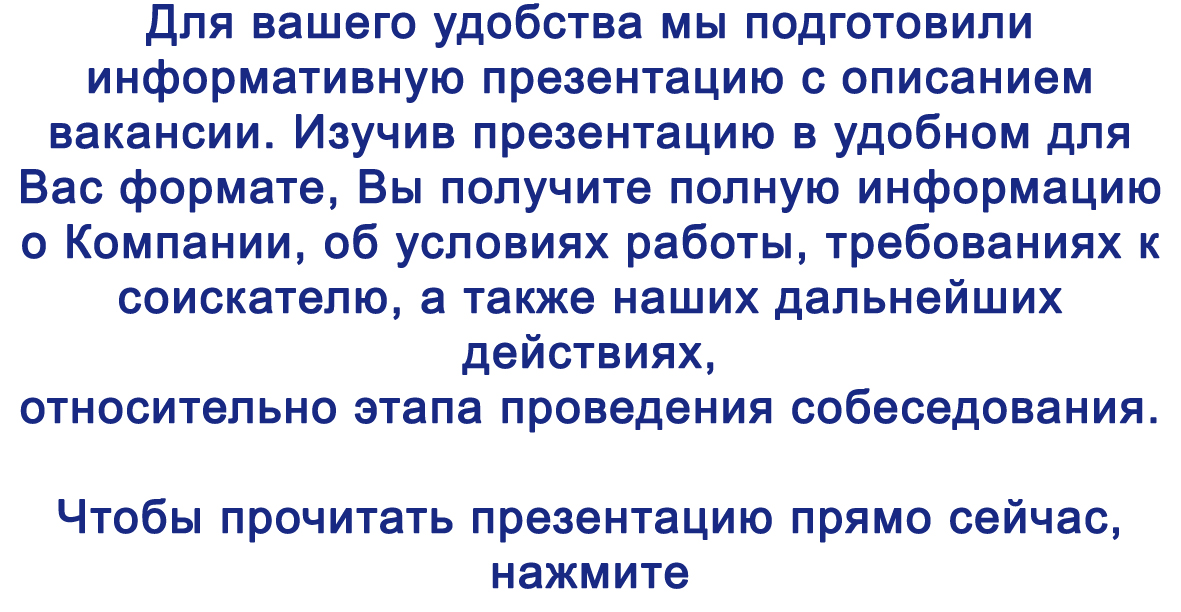 Для вашего удобства мы подготовили
информативную презентацию с описанием
вакансии. Изучив презентацию в удобном для
Вас формате, Вы получите полную информацию
о Компании, об условиях работы, требованиях к
соискателю, а также наших дальнейших
действиях,
относительно этапа проведения собеседования.
Чтобы прочитать презентацию прямо сейчас,
нажмите